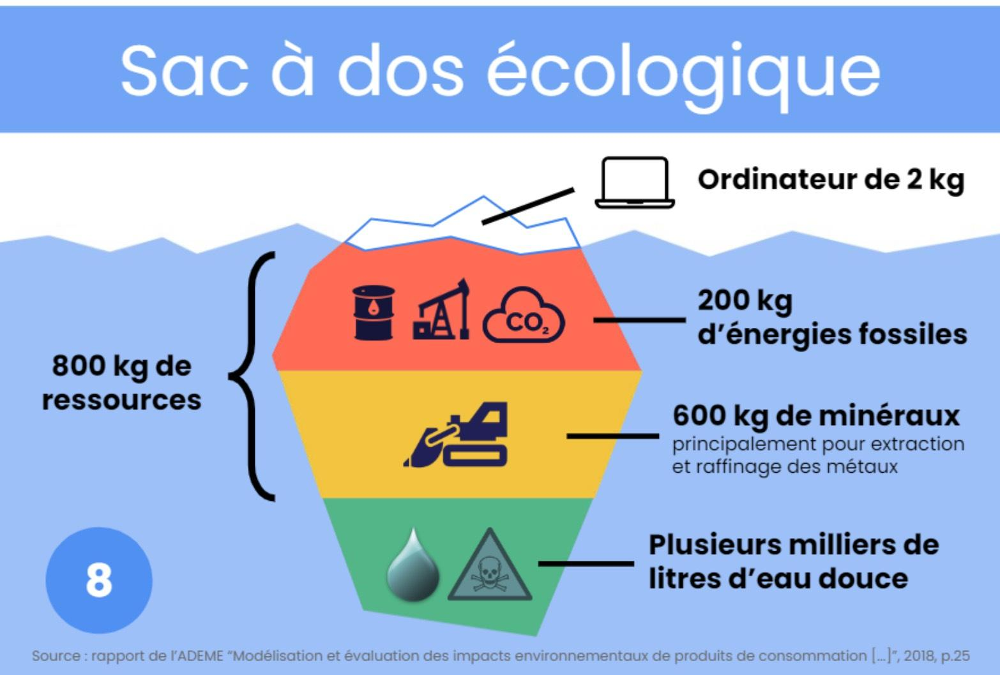 Sac à dos écologique
Ordinateur de 2 kg
CO₂
200 kg
d’énergies fossiles
800 kg de
ressources
600 kg de minéraux
principalement pour extraction
et raffinage des métaux
Plusieurs milliers de
litres d’eau douce
8
Source : rapport de l’ADEME “Modélisation et évaluation des impacts environnementaux de produits de consommation [...]”, 2018, p.25